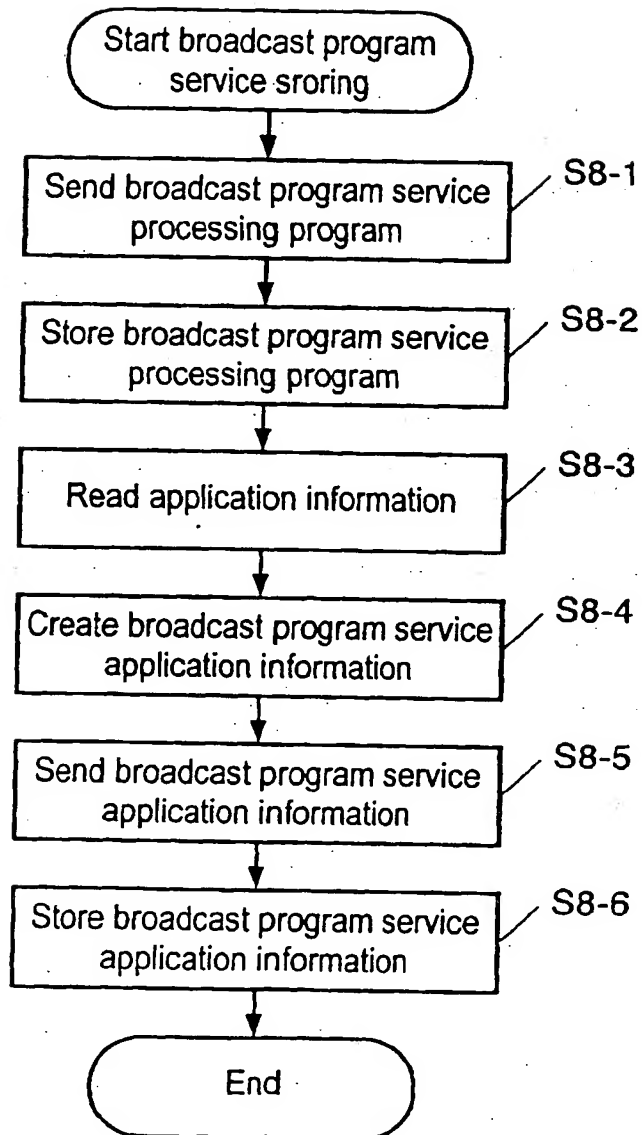 Start broadcast program
service sroring
Send broadcast program service
processing program
S8-1
Store broadcast program service
processing program
S8-2
Read application information
S8-3
Create broadcast program service
application information
S8-4
Send broadcast program service
application information
S8-5
Store broadcast program service
application information
S8-6
End